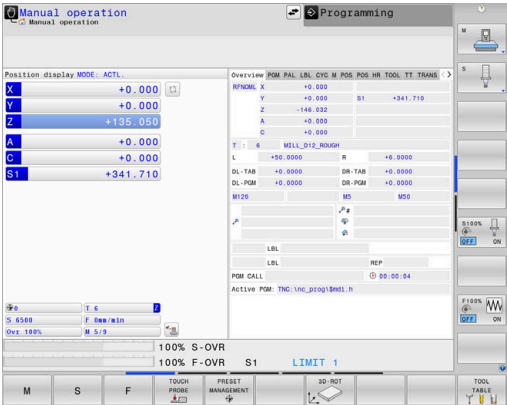 Manual operation
Manual operation
Programming
Position display MODE: ACTL.
X +0.000
Y +0.000
Z +135.050
A +0.000
C +0.000
S1 +341.710
Overview PGM PAL LBL CYC M POS POS HR TOOL TT TRANS
RFNOML X +0.000
Y +0.000 S1 +341.710
Z -146.032
A +0.000
C +0.000
T : 6 MILL_D12_ROUGH
L +50.0000 R +6.0000
DL-TAB +0.0000 DR-TAB +0.0000
DL-PGM +0.0000 DR-PGM +0.0000
M126 M5 M50
#
LBL
LBL REP
PGM CALL 00:00:04
Active PGM: TNC:\nc_prog\$mdi.h
0 T 6 Z
S 6500 F 0mm/min
Ovr 100% M 5/9
100% S-OVR
100% F-OVR S1 LIMIT 1
M
S
S100%
OFF ON
F100%
OFF ON
M S F TOUCH PROBE PRESET MANAGEMENT 3D-ROT TOOL TABLE